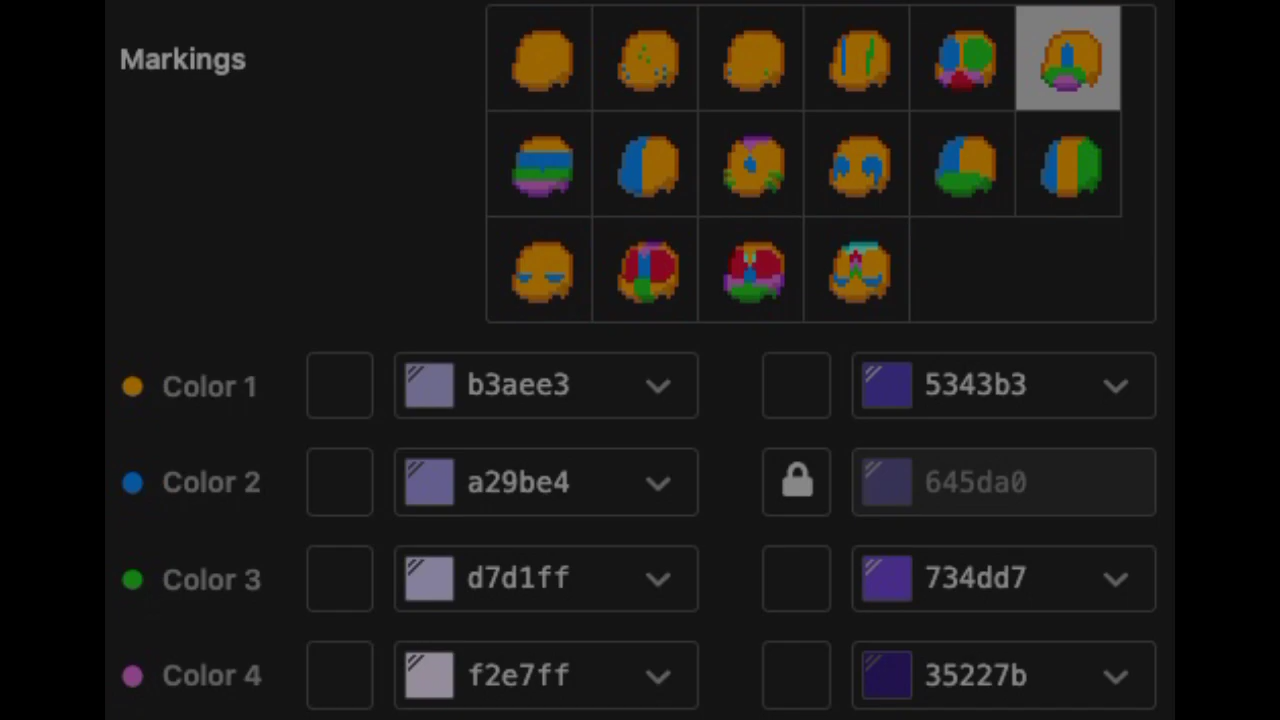 Markings
Color 1 b3aee3 5343b3
Color 2 a29be4 645da0
Color 3 d7d1ff 734dd7
Color 4 f2e7ff 35227b